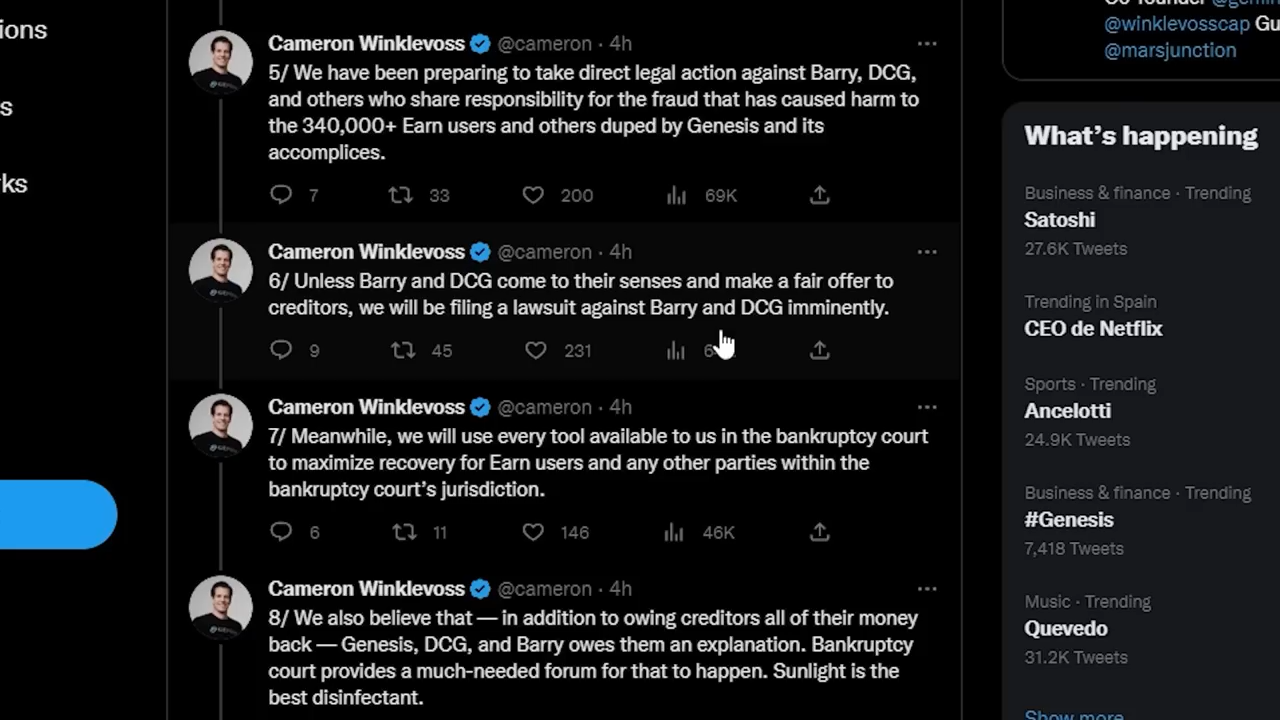 ions
s
ks
Cameron Winklevoss @cameron · 4h
5/ We have been preparing to take direct legal action against Barry, DCG,
and others who share responsibility for the fraud that has caused harm to
the 340,000+ Earn users and others duped by Genesis and its
accomplices.
7 33 200 69K
Cameron Winklevoss @cameron · 4h
6/ Unless Barry and DCG come to their senses and make a fair offer to
creditors, we will be filing a lawsuit against Barry and DCG imminently.
9 45 231
Cameron Winklevoss @cameron · 4h
7/ Meanwhile, we will use every tool available to us in the bankruptcy court
to maximize recovery for Earn users and any other parties within the
bankruptcy court's jurisdiction.
6 11 146 46K
Cameron Winklevoss @cameron · 4h
8/ We also believe that — in addition to owing creditors all of their money
back — Genesis, DCG, and Barry owes them an explanation. Bankruptcy
court provides a much-needed forum for that to happen. Sunlight is the
best disinfectant.
@winklevosscap Gu
@marsjunction
What's happening
Business & finance · Trending
Satoshi
27.6K Tweets
Trending in Spain
CEO de Netflix
Sports · Trending
Ancelotti
24.9K Tweets
Business & finance · Trending
#Genesis
7,418 Tweets
Music · Trending
Quevedo
31.2K Tweets
Show more